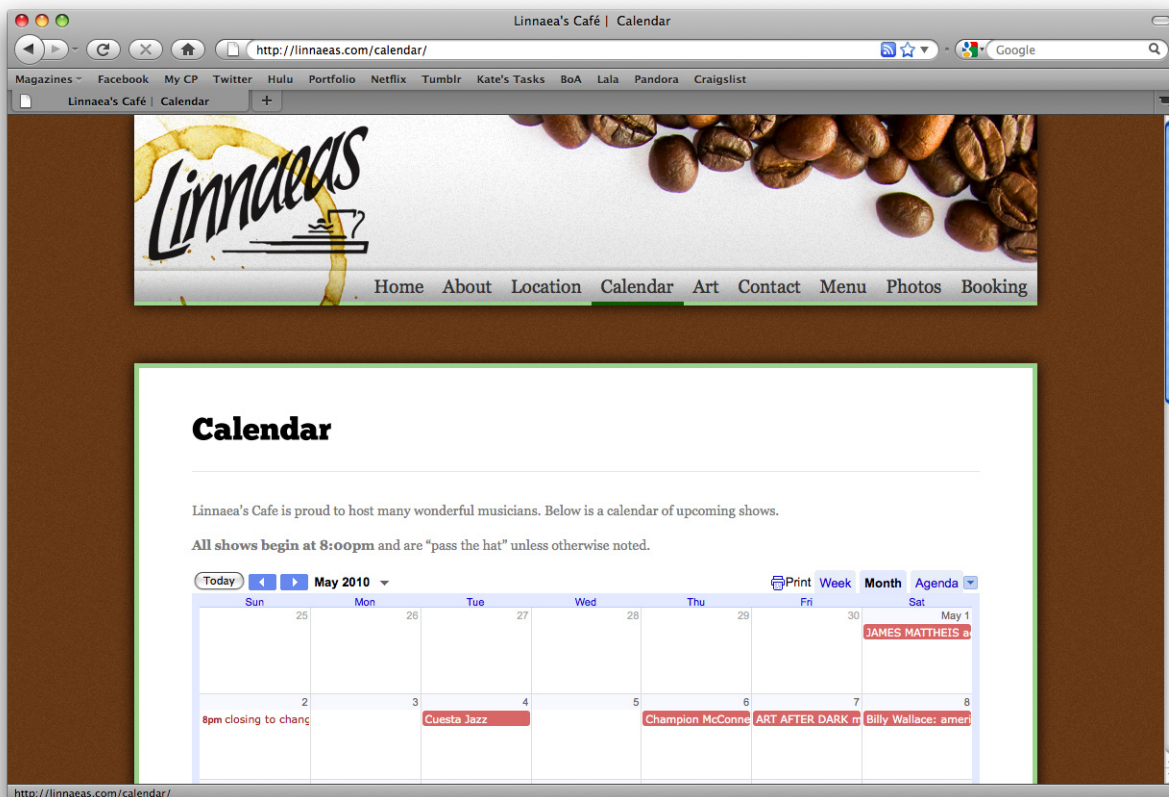 Linnaea's Café | Calendar
http://linnaeas.com/calendar/
Google
Magazines Facebook My CP Twitter Hulu Portfolio Netflix Tumblr Kate's Tasks BoA Lala Pandora Craigslist
Linnaea's Café | Calendar
Linnaeas
Home About Location Calendar Art Contact Menu Photos Booking
Calendar
Linnaea's Cafe is proud to host many wonderful musicians. Below is a calendar of upcoming shows.
All shows begin at 8:00pm and are “pass the hat” unless otherwise noted.
Today May 2010 Print Week Month Agenda
Sun Mon Tue Wed Thu Fri Sat
25 26 27 28 29 30 May 1
JAMES MATTHEIS a
2 3 4 5 6 7 8
8pm closing to chang Cuesta Jazz Champion McConne ART AFTER DARK m Billy Wallace: ameri
http://linnaeas.com/calendar/